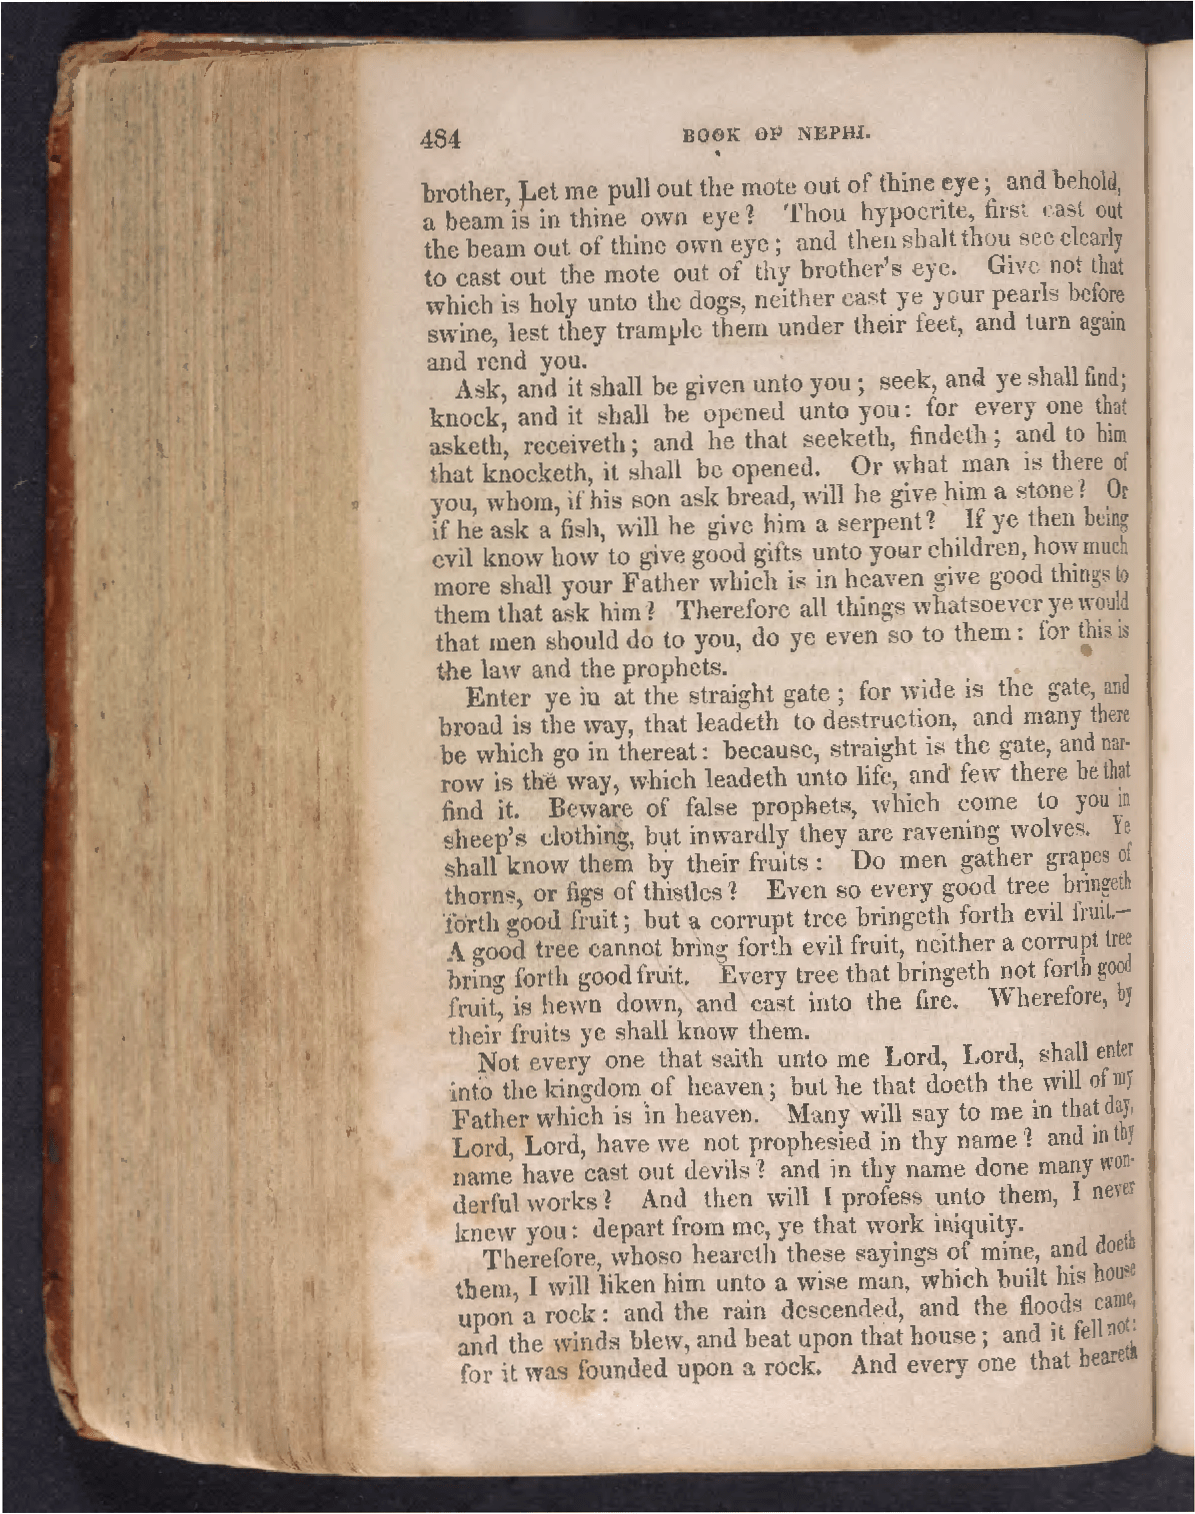 484 BOOK OF NEPHI.
brother, Let me pull out the mote out of thine eye; and behold,
a beam is in thine own eye? Thou hypocrite, first cast out
the beam out of thine own eye; and then shalt thou see clearly
to cast out the mote out of thy brother's eye. Give not that
which is holy unto the dogs, neither cast ye your pearls before
swine, lest they trample them under their feet, and turn again
and rend you.
Ask, and it shall be given unto you; seek, and ye shall find;
knock, and it shall be opened unto you: for every one that
asketh, receiveth; and he that seeketh, findeth; and to him
that knocketh, it shall be opened. Or what man is there of
you, whom, if his son ask bread, will he give him a stone? Or
if he ask a fish, will he give him a serpent? If ye then being
evil know how to give good gifts unto your children, how much
more shall your Father which is in heaven give good things to
them that ask him? Therefore all things whatsoever ye would
that men should do to you, do ye even so to them: for this is
the law and the prophets.
Enter ye in at the straight gate; for wide is the gate, and
broad is the way, that leadeth to destruction, and many there
be which go in thereat: because, straight is the gate, and nar-
row is the way, which leadeth unto life, and few there be that
find it. Beware of false prophets, which come to you in
sheep's clothing, but inwardly they are ravening wolves. Ye
shall know them by their fruits: Do men gather grapes of
thorns, or figs of thistles? Even so every good tree bringeth
forth good fruit; but a corrupt tree bringeth forth evil fruit.—
A good tree cannot bring forth evil fruit, neither a corrupt tree
bring forth good fruit. Every tree that bringeth not forth good
fruit, is hewn down, and cast into the fire. Wherefore, by
their fruits ye shall know them.
Not every one that saith unto me Lord, Lord, shall enter
into the kingdom of heaven; but he that doeth the will of my
Father which is in heaven. Many will say to me in that day,
Lord, Lord, have we not prophesied in thy name? and in thy
name have cast out devils? and in thy name done many won-
derful works? And then will I profess unto them, I never
knew you: depart from me, ye that work iniquity.
Therefore, whoso heareth these sayings of mine, and doeth
them, I will liken him unto a wise man, which built his house
upon a rock: and the rain descended, and the floods came,
and the winds blew, and beat upon that house; and it fell not:
for it was founded upon a rock. And every one that heareth